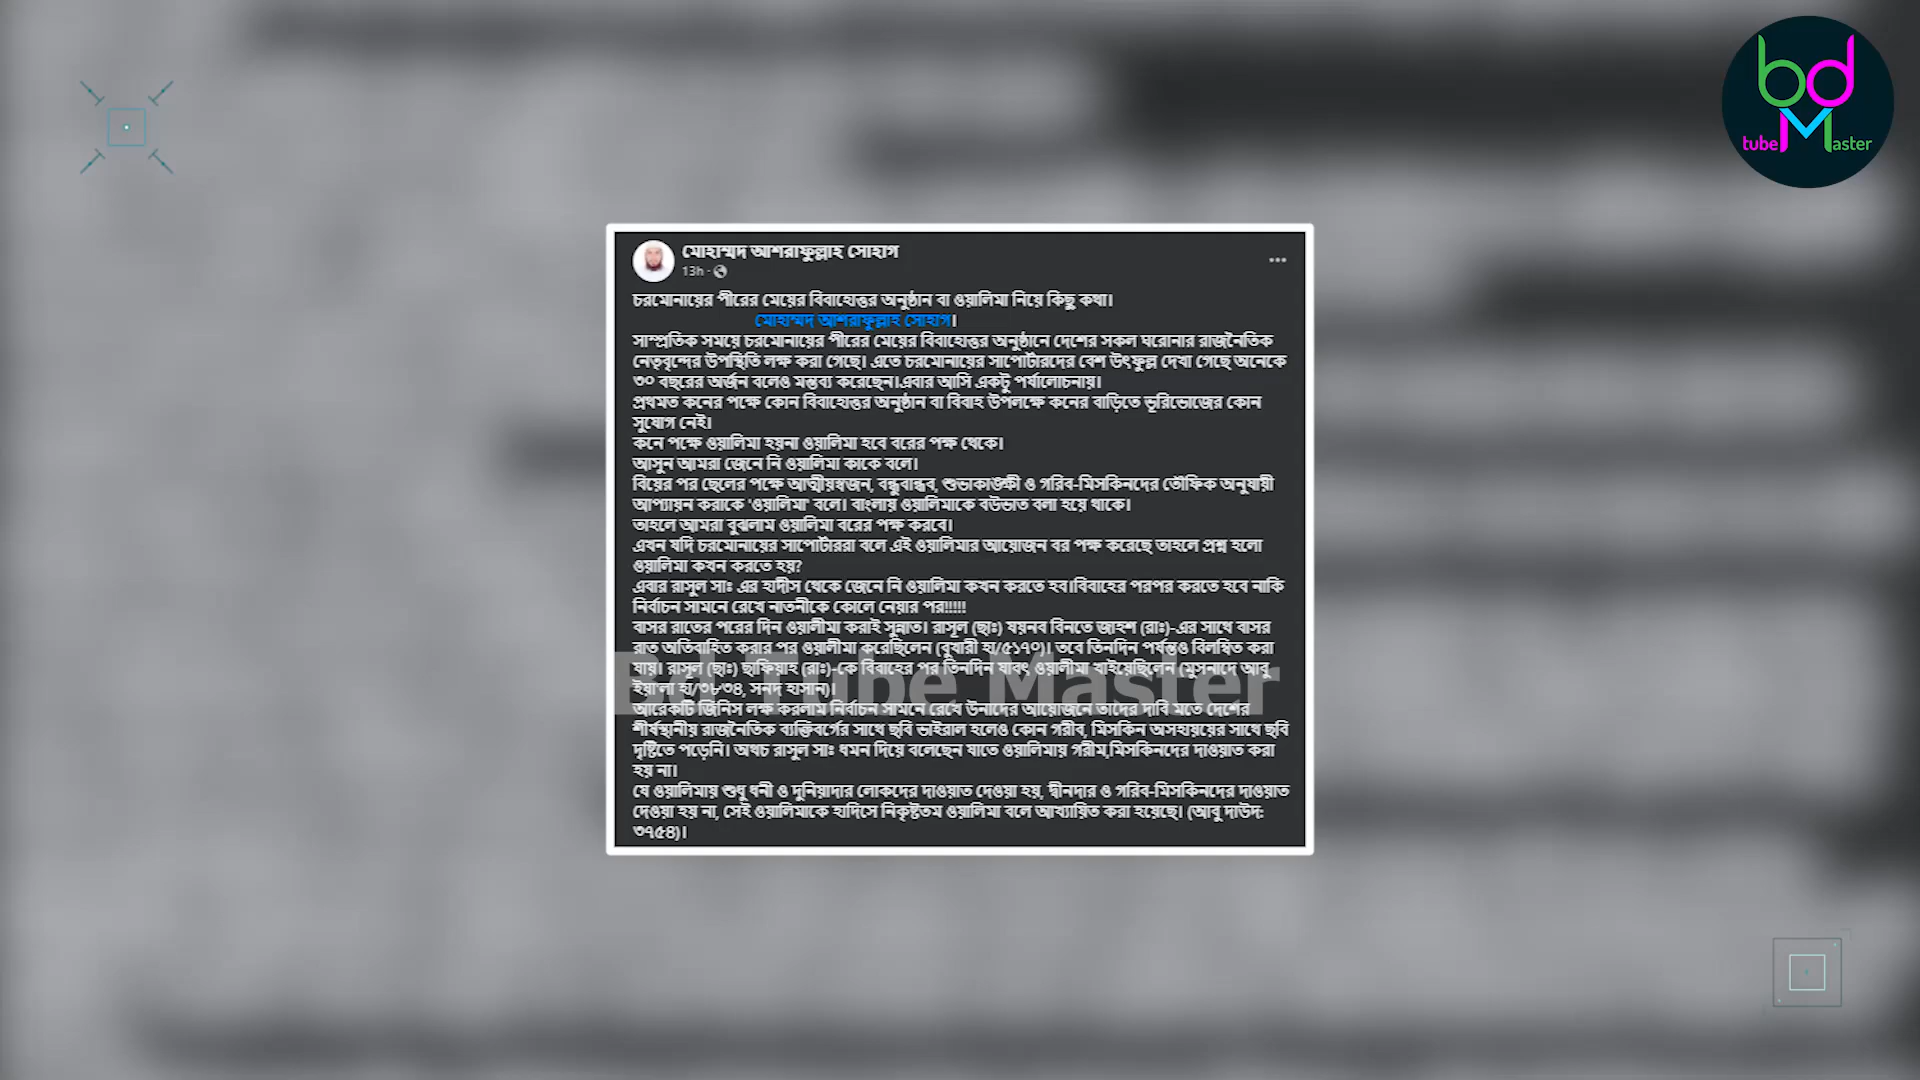 bd
tube Master
মোহাম্মদ আশরাফুল্লাহ সোহাগ
13h ·
চরমোনায়ের পীরের মেয়ের বিবাহোত্তর অনুষ্ঠান বা ওয়ালিমা নিয়ে কিছু কথা।
মোহাম্মদ আশরাফুল্লাহ সোহাগ।
সাম্প্রতিক সময়ে চরমোনায়ের পীরের মেয়ের বিবাহোত্তর অনুষ্ঠানে দেশের সকল ঘরোনার রাজনৈতিক
নেতৃবৃন্দের উপস্থিতি লক্ষ করা গেছে। এতে চরমোনায়ের সাপোর্টারদের বেশ উৎফুল্ল দেখা গেছে অনেকে
৩০ বছরের অর্জন বলেও মন্তব্য করেছেন।এবার আসি একটু পর্যালোচনায়।
প্রথমত কনের পক্ষে কোন বিবাহোত্তর অনুষ্ঠান বা বিবাহ উপলক্ষে কনের বাড়িতে ভূরিভোজের কোন
সুযোগ নেই।
কনে পক্ষে ওয়ালিমা হয়না ওয়ালিমা হবে বরের পক্ষ থেকে।
আসুন আমরা জেনে নি ওয়ালিমা কাকে বলে।
বিয়ের পর ছেলের পক্ষে আত্মীয়স্বজন, বন্ধুবান্ধব, শুভাকাঙ্ক্ষী ও গরিব-মিসকিনদের তৌফিক অনুযায়ী
আপ্যায়ন করাকে 'ওয়ালিমা' বলে। বাংলায় ওয়ালিমাকে বউভাত বলা হয়ে থাকে।
তাহলে আমরা বুঝলাম ওয়ালিমা বরের পক্ষ করবে।
এখন যদি চরমোনায়ের সাপোর্টাররা বলে এই ওয়ালিমার আয়োজন বর পক্ষ করেছে তাহলে প্রশ্ন হলো
ওয়ালিমা কখন করতে হয়?
এবার রাসুল সাঃ এর হাদীস থেকে জেনে নি ওয়ালিমা কখন করতে হব।বিবাহের পরপর করতে হবে নাকি
নির্বাচন সামনে রেখে নাতনীকে কোলে নেয়ার পর!!!!!
বাসর রাতের পরের দিন ওয়ালীমা করাই সুন্নাত। রাসূল (ছাঃ) যয়নব বিনতে জাহশ (রাঃ)-এর সাথে বাসর
রাত অতিবাহিত করার পর ওয়ালীমা করেছিলেন (বুখারী হা/৫১৭০)। তবে তিনদিন পর্যন্তও বিলম্বিত করা
যায়। রাসূল (ছাঃ) ছাফিয়াহ (রাঃ)-কে বিবাহের পর তিনদিন যাবৎ ওয়ালীমা খাইয়েছিলেন (মুসনাদে আবু
ইয়া'লা হা/৩৮৩৪, সনদ হাসান)।
Bd Tube Master
আরেকটি জিনিস লক্ষ করলাম নির্বাচন সামনে রেখে উনাদের আয়োজনে তাদের দাবি মতে দেশের
শীর্ষস্থানীয় রাজনৈতিক ব্যক্তিবর্গের সাথে ছবি ভাইরাল হলেও কোন গরীব, মিসকিন অসহায়য়ের সাথে ছবি
দৃষ্টিতে পড়েনি। অথচ রাসুল সাঃ ধমন দিয়ে বলেছেন যাতে ওয়ালিমায় গরীম,মিসকিনদের দাওয়াত করা
হয় না।
যে ওয়ালিমায় শুধু ধনী ও দুনিয়াদার লোকদের দাওয়াত দেওয়া হয়, দ্বীনদার ও গরিব-মিসকিনদের দাওয়াত
দেওয়া হয় না, সেই ওয়ালিমাকে হাদিসে নিকৃষ্টতম ওয়ালিমা বলে আখ্যায়িত করা হয়েছে। (আবু দাউদ:
৩৭৫৪)।